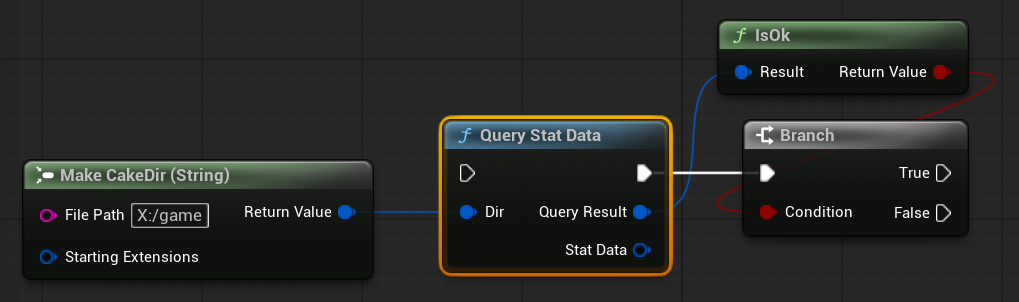 IsOk
Result Return Value
Query Stat Data
Branch
Make CakeDir (String)
True
File Path X:/game Return Value
Dir Query Result
Condition False
Starting Extensions
Stat Data